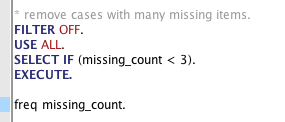 * remove cases with many missing items.
FILTER OFF.
USE ALL.
SELECT IF (missing_count < 3).
EXECUTE.
freq missing_count.